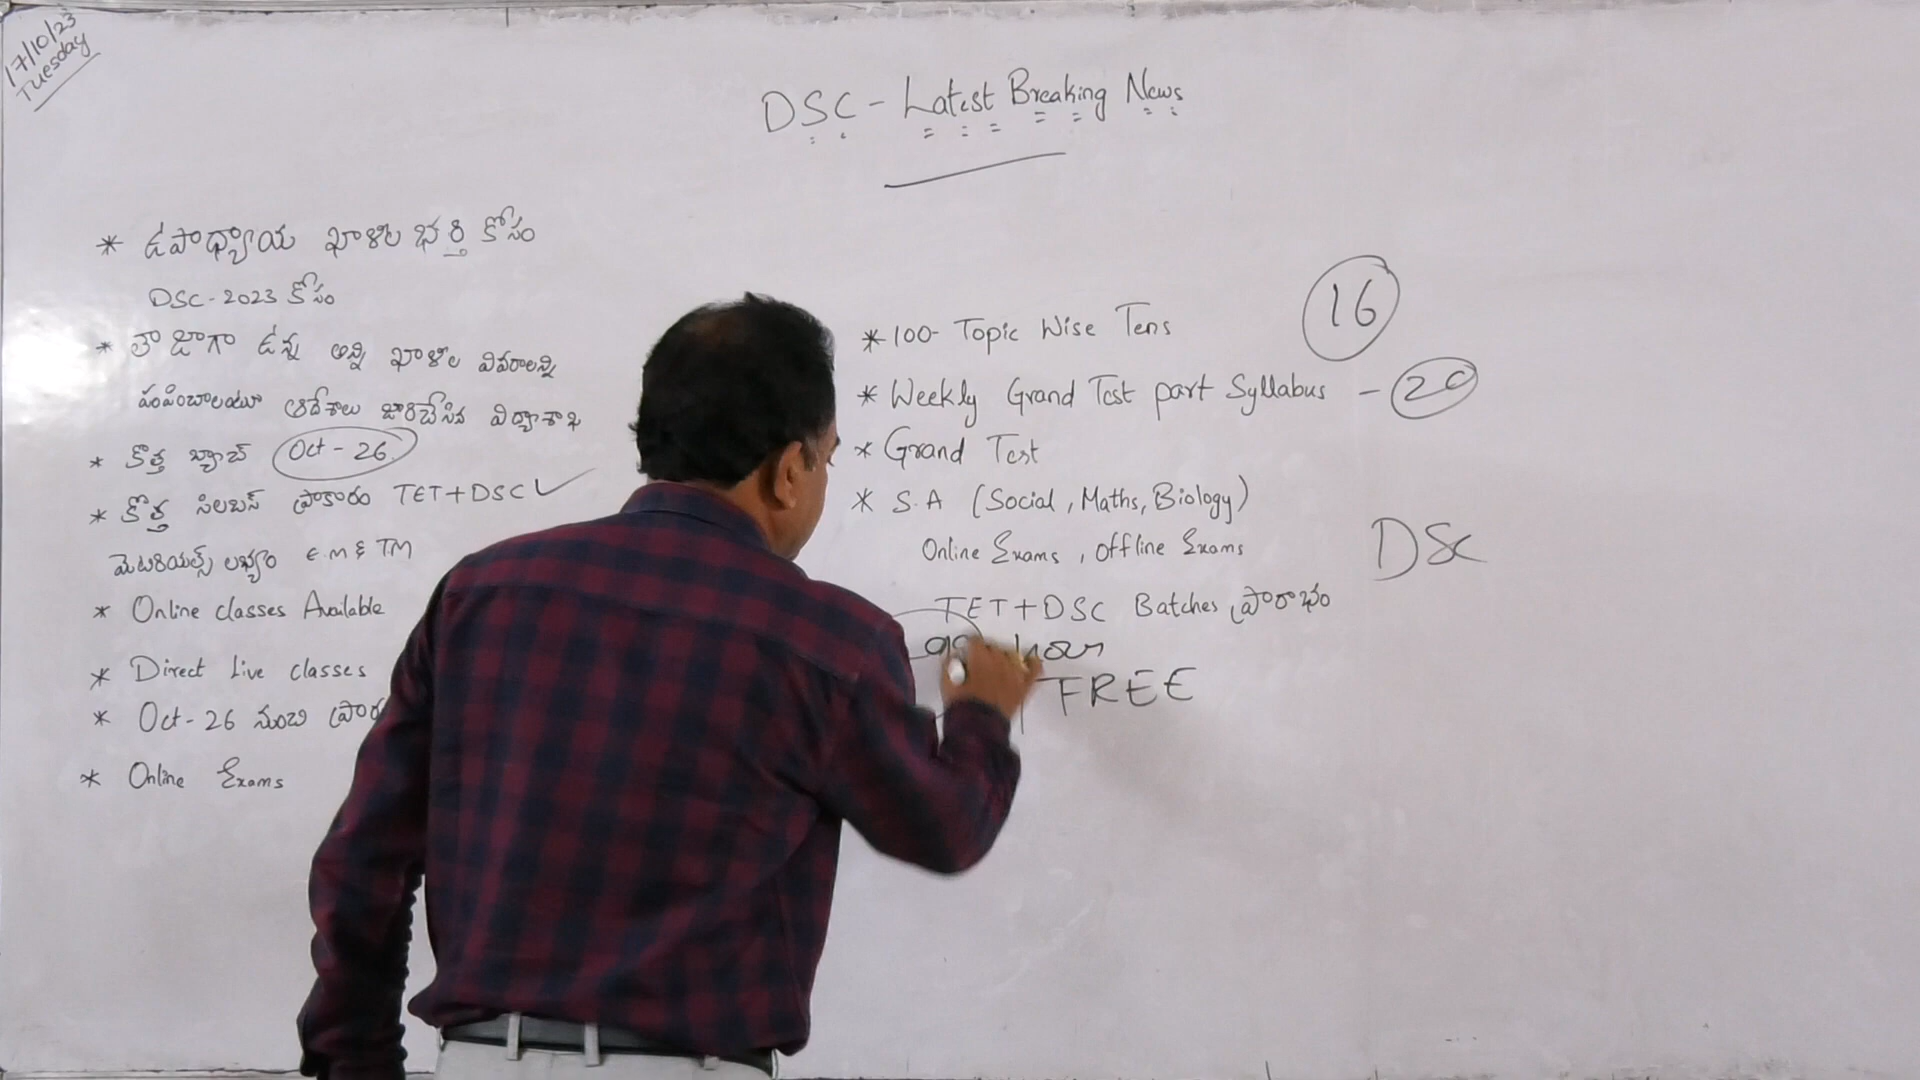 17/10/23
Tuesday
DSC - Latest Breaking News
* ఉపాధ్యాయ ఖాళీల భర్తీ కోసం
DSC-2023 కోసం
* తాజాగా ఉన్న అన్ని ఖాళీల వివరాలన్ని
పంపించాలంటూ ఆదేశాలు జారిచేసిన విద్యాశాఖ
* కొత్త బ్యాచ్ Oct-26
* కొత్త సిలబస్ ప్రాకారం TET+DSC
మెటిరియల్స్ లభ్యం E.M & TM
* Online classes Available
* Direct Live classes
* Oct-26 నుంచి
* Online Exams
* 100- Topic Wise Tens
16
* Weekly Grand Test part Syllabus - 20
* Grand Test
* S.A (Social, Maths, Biology)
Online Exams, Offline Exams
DSC
TET+DSC Batches ప్రారాభం
FREE